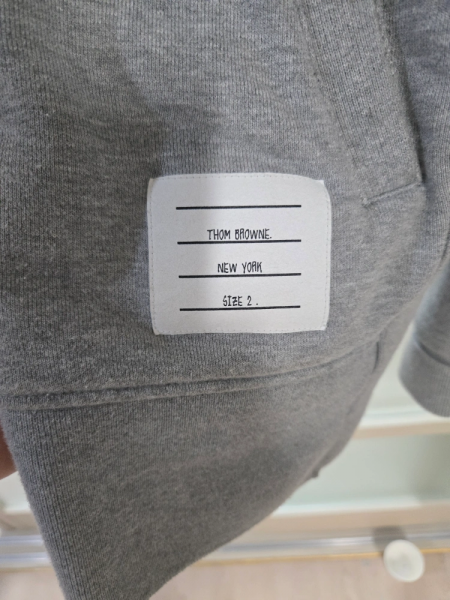 THOM BROWNE.
NEW YORK
SIZE 2 .